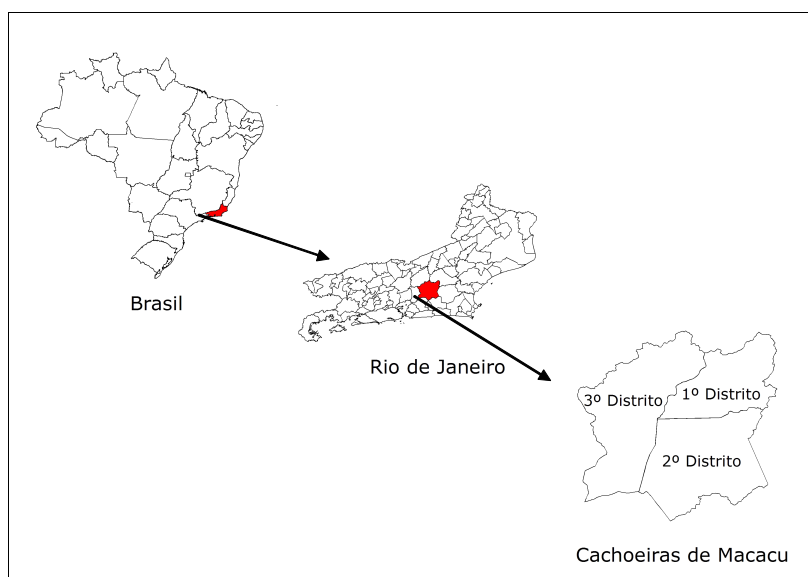 Brasil
Rio de Janeiro
3º Distrito
1º Distrito
2º Distrito
Cachoeiras de Macacu